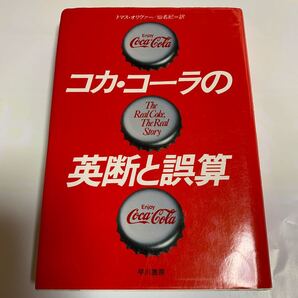 トマス・オリヴァー/仙名紀=訳
Enjoy
Coca-Cola
コカ・コーラの
The
Real Coke,
The Real
Story
英断と誤算
Enjoy
Coca-Cola
早川書房